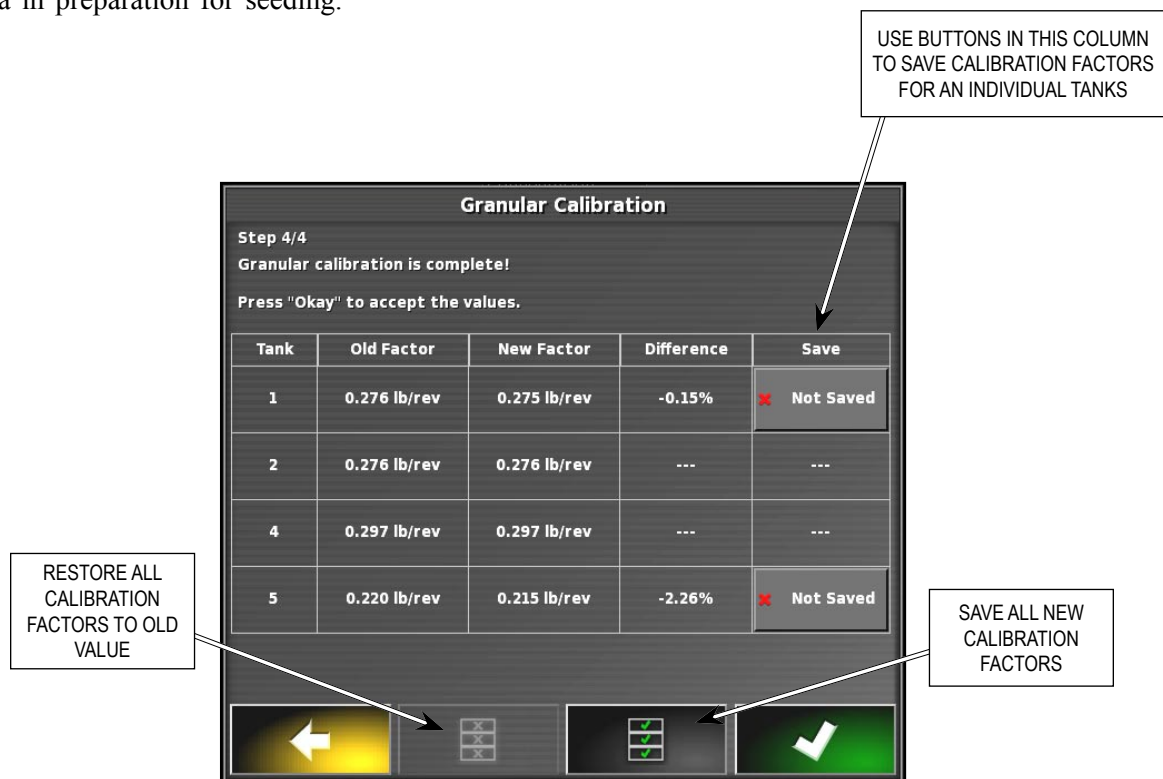 a in preparation for seeding.
USE BUTTONS IN THIS COLUMN
TO SAVE CALIBRATION FACTORS
FOR AN INDIVIDUAL TANKS
Granular Calibration
Step 4/4
Granular calibration is complete!
Press "Okay" to accept the values.
Tank Old Factor New Factor Difference Save
1 0.276 lb/rev 0.275 lb/rev -0.15% Not Saved
2 0.276 lb/rev 0.276 lb/rev --- ---
4 0.297 lb/rev 0.297 lb/rev --- ---
5 0.220 lb/rev 0.215 lb/rev -2.26% Not Saved
RESTORE ALL
CALIBRATION
FACTORS TO OLD
VALUE
SAVE ALL NEW
CALIBRATION
FACTORS